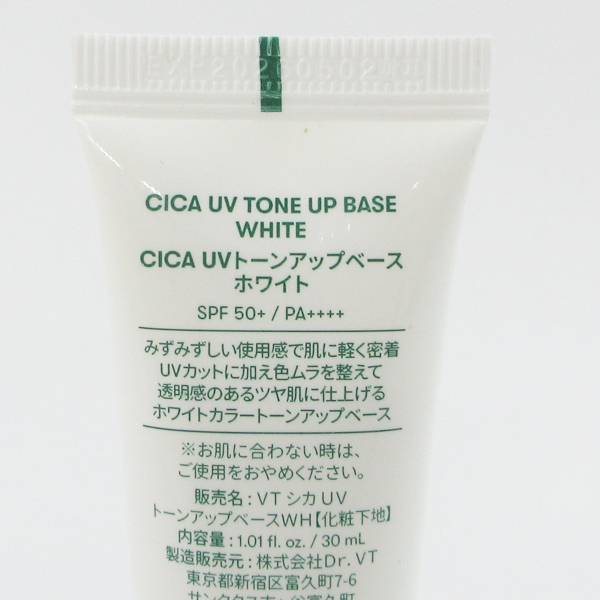 CICA UV TONE UP BASE
WHITE
CICA UVトーンアップベース
ホワイト
SPF 50+ / PA++++
みずみずしい使用感で肌に軽く密着
UVカットに加え色ムラを整えて
透明感のあるツヤ肌に仕上げる
ホワイトカラートーンアップベース
※お肌に合わない時は、
ご使用をおやめください。
販売名：VT シカ UV
トーンアップベースWH【化粧下地】
内容量：1.01 fl. oz. / 30 mL
製造販売元：株式会社Dr. VT
東京都新宿区富久町7-6